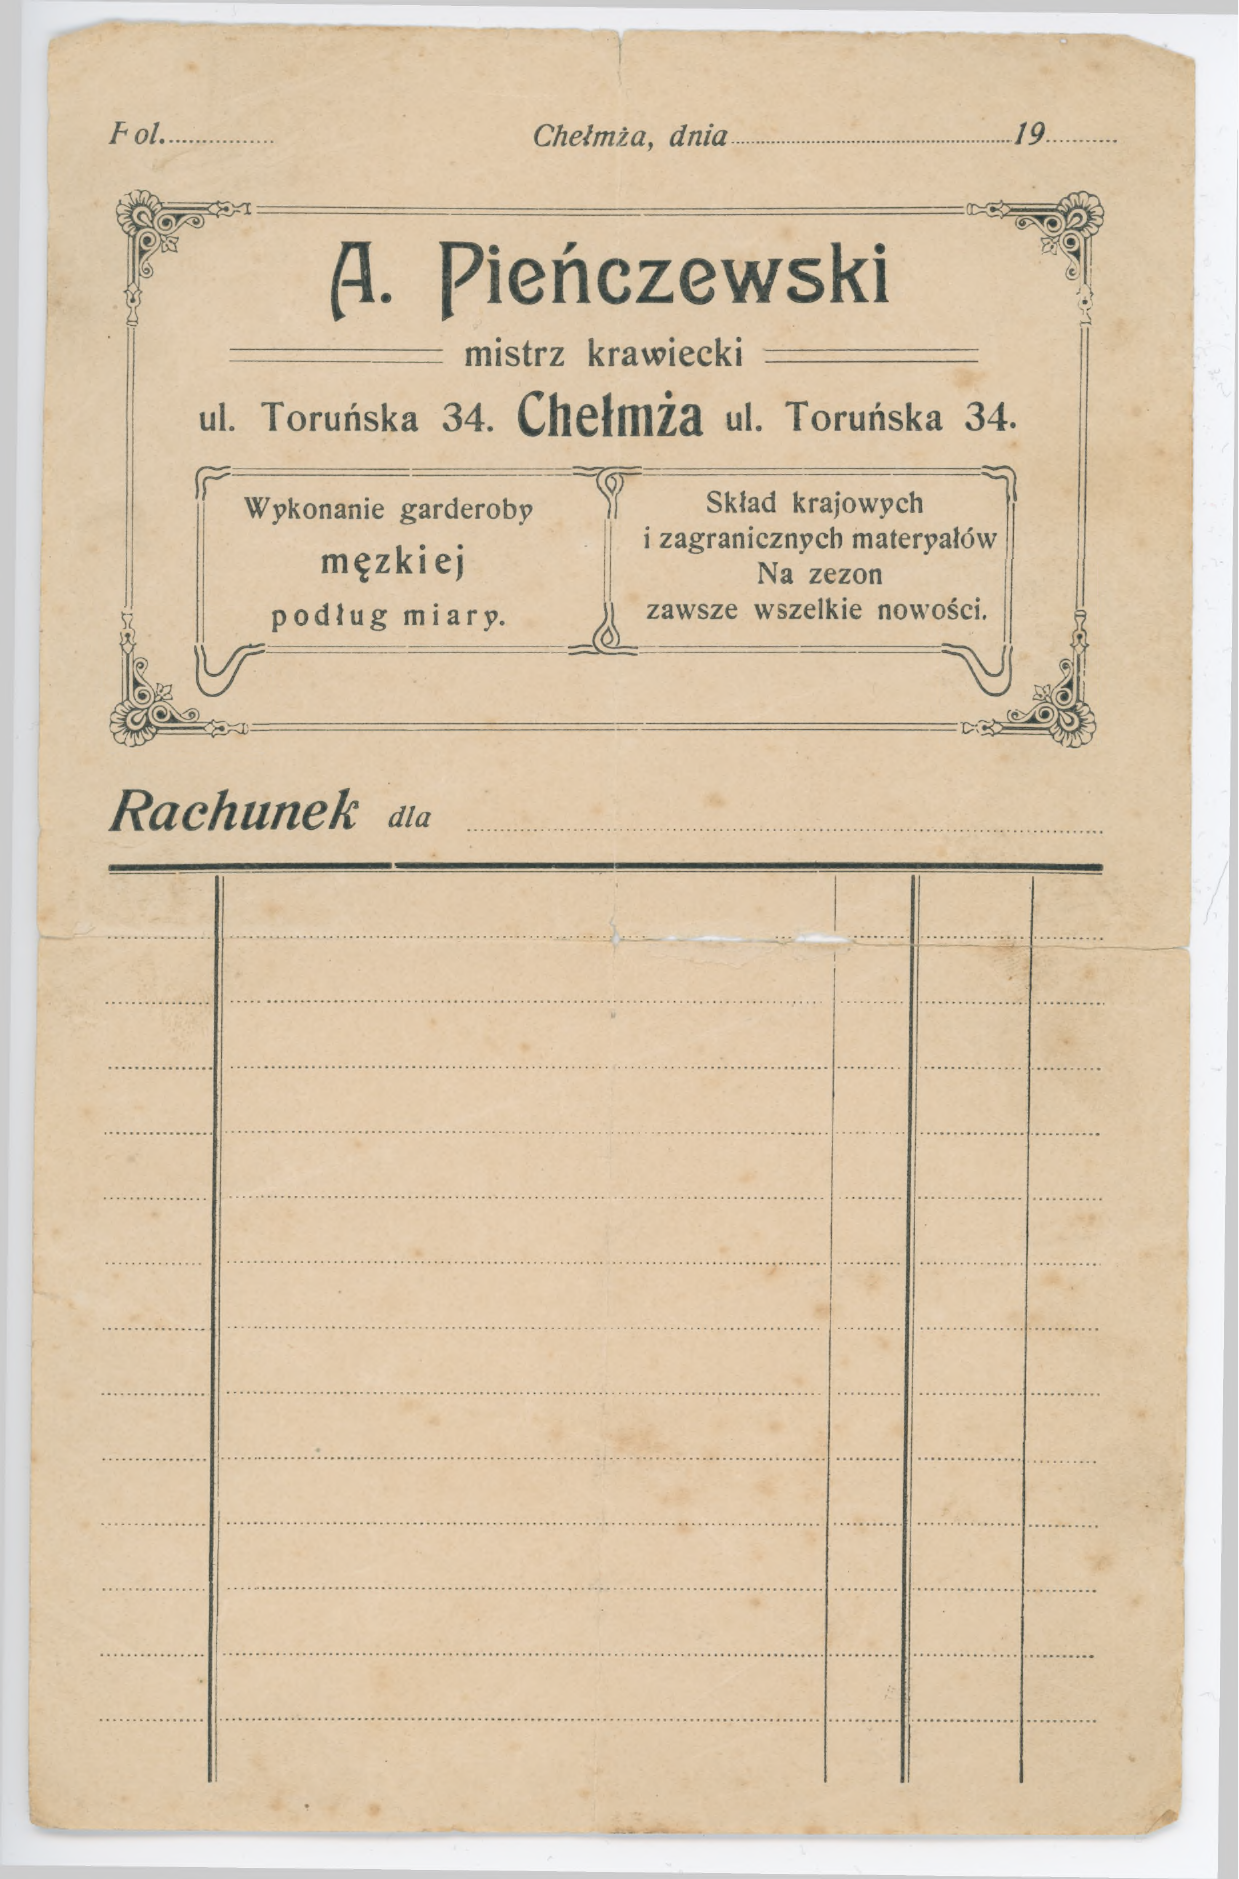 Fol................ Chełmża, dnia................................19..........
A. Pieńczewski
mistrz krawiecki
ul. Toruńska 34. Chełmża ul. Toruńska 34.
Wykonanie garderoby
męzkiej
podług miary.
Skład krajowych
i zagranicznych materyałów
Na zezon
zawsze wszelkie nowości.
Rachunek dla